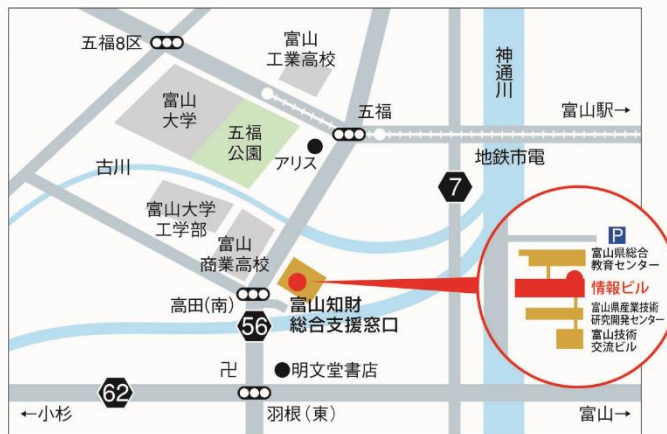 五福8区
富山
工業高校
神通川
富山
大学
五福
公園
五福
富山駅→
アリス
地鉄市電
古川
7
富山大学
工学部
富山
商業高校
P
富山県総合
教育センター
情報ビル
富山県産業技術
研究開発センター
富山技術
交流ビル
高田(南)
富山知財
総合支援窓口
56
卍
明文堂書店
62
←小杉
羽根(東)
富山→